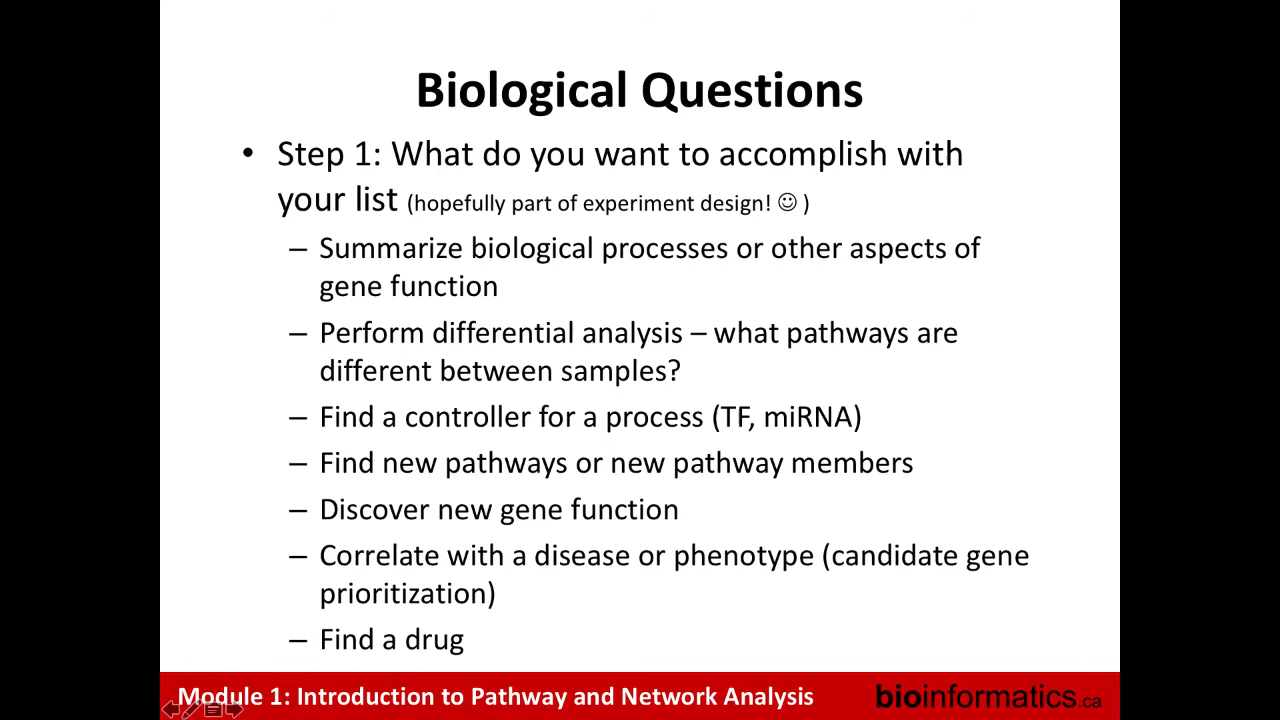 Biological Questions
• Step 1: What do you want to accomplish with
your list (hopefully part of experiment design! ☺ )
– Summarize biological processes or other aspects of
gene function
– Perform differential analysis – what pathways are
different between samples?
– Find a controller for a process (TF, miRNA)
– Find new pathways or new pathway members
– Discover new gene function
– Correlate with a disease or phenotype (candidate gene
prioritization)
– Find a drug
Module 1: Introduction to Pathway and Network Analysis
bioinformatics.ca